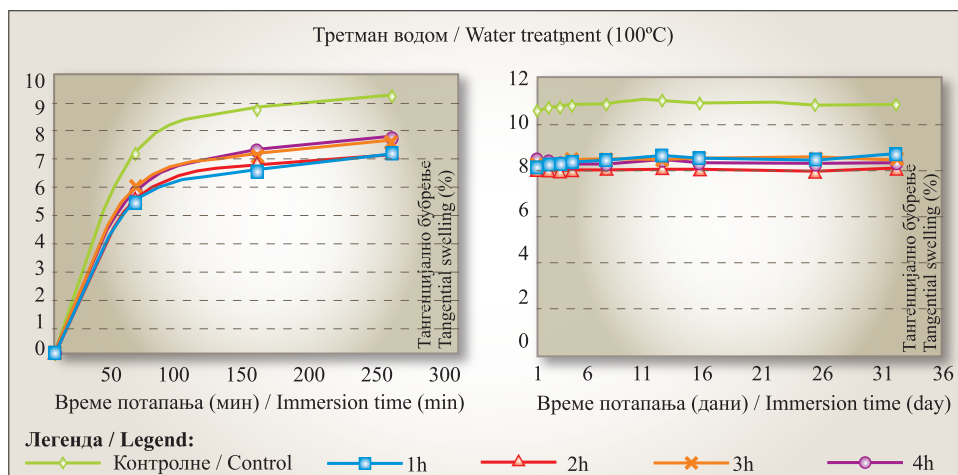 Третман водом / Water treatment (100ºC)
10
9
8
7
6
5
4
3
2
1
0
50
100
150
200
250
300
Тангенцијално бубрење
Tangential swelling (%)
Време потапања (мин) / Immersion time (min)
12
10
8
6
4
2
0
1
6
11
16
21
26
31
36
Тангенцијално бубрење
Tangential swelling (%)
Време потапања (дани) / Immersion time (day)
Легенда / Legend:
Контролне / Control
1h
2h
3h
4h